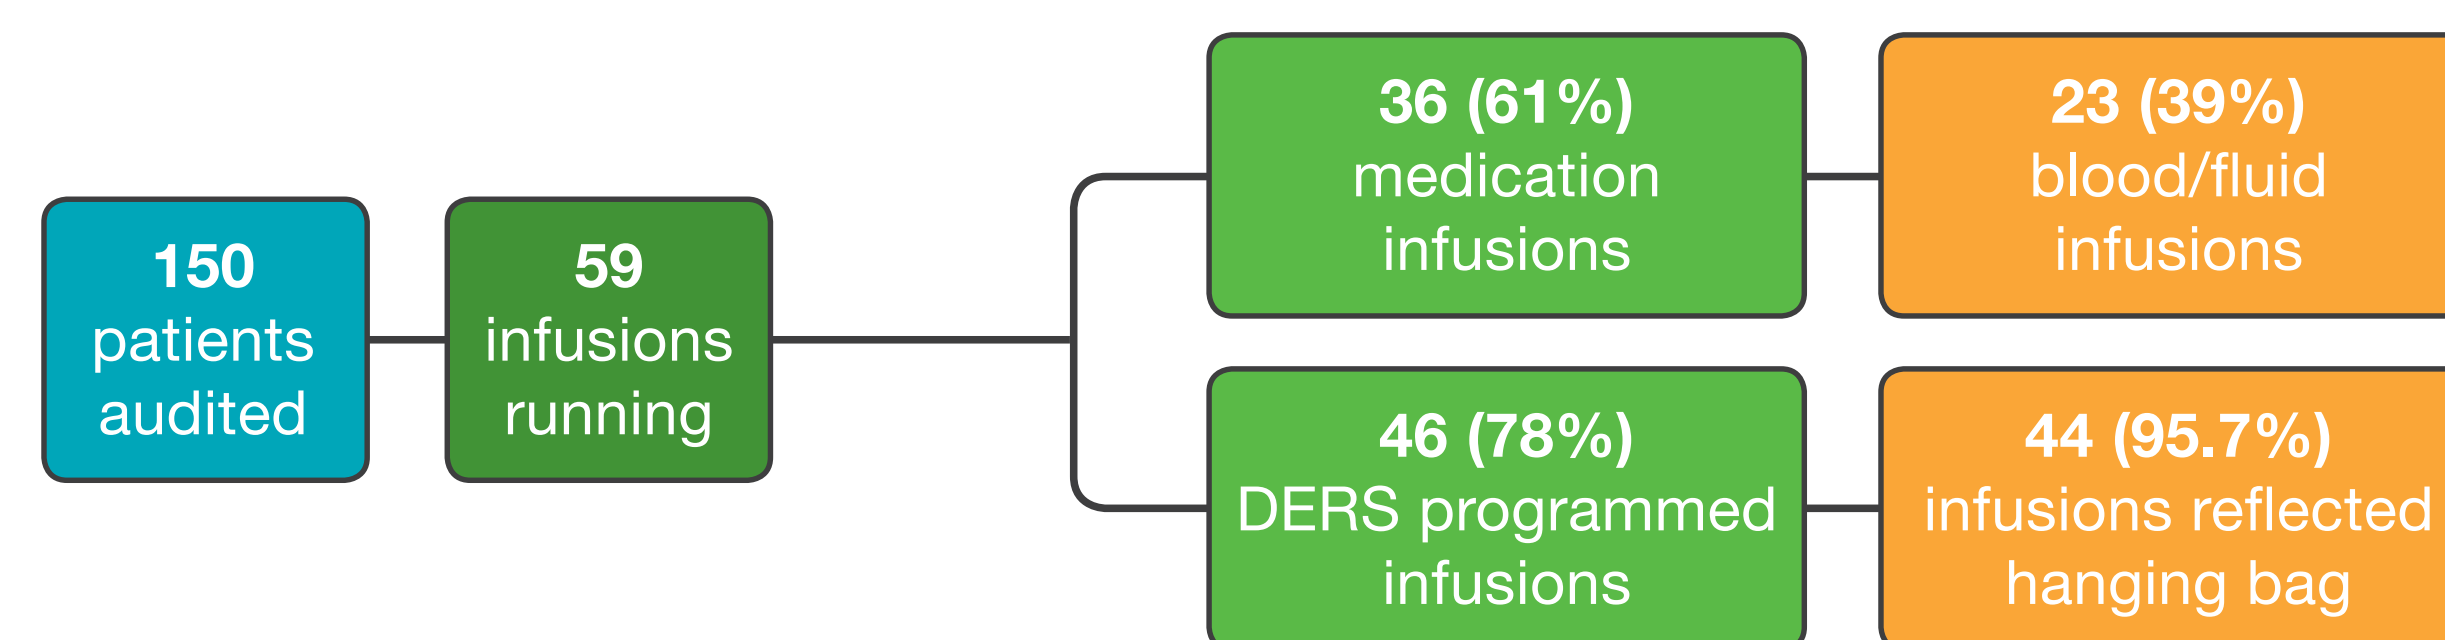 150
patients
audited
59
infusions
running
36 (61%)
medication
infusions
23 (39%)
blood/fluid
infusions
46 (78%)
DERS programmed
infusions
44 (95.7%)
infusions reflected
hanging bag